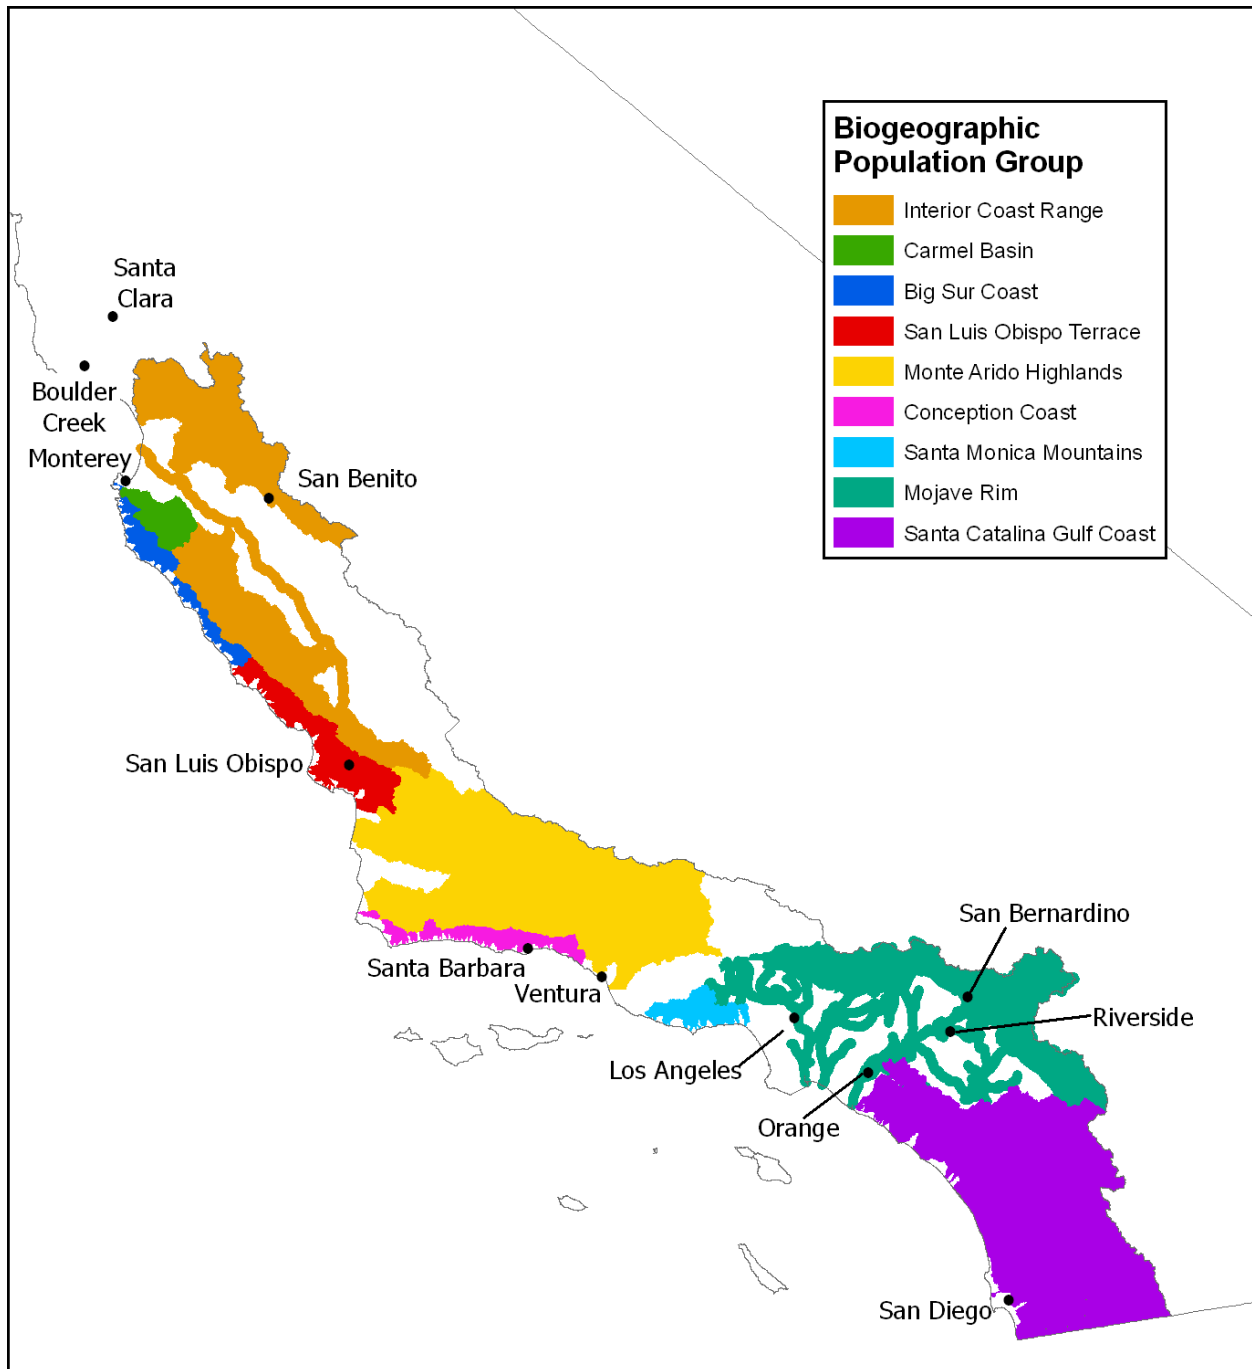 Biogeographic
Population Group
Interior Coast Range
Carmel Basin
Big Sur Coast
San Luis Obispo Terrace
Monte Arido Highlands
Conception Coast
Santa Monica Mountains
Mojave Rim
Santa Catalina Gulf Coast
Santa
Clara
Boulder
Creek
Monterey
San Benito
San Luis Obispo
San Bernardino
Santa Barbara
Ventura
Riverside
Los Angeles
Orange
San Diego